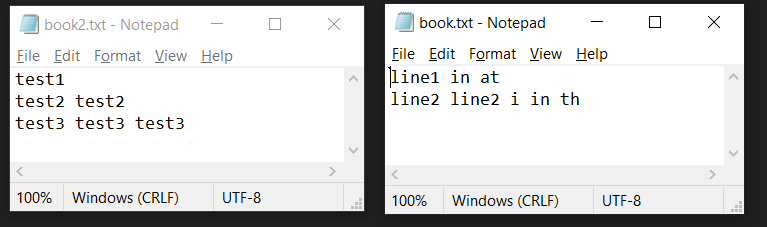 book2.txt - Notepad
File Edit Format View Help
test1
test2 test2
test3 test3 test3
100% Windows (CRLF) UTF-8
book.txt - Notepad
File Edit Format View Help
line1 in at
line2 line2 i in th
100% Windows (CRLF) UTF-8